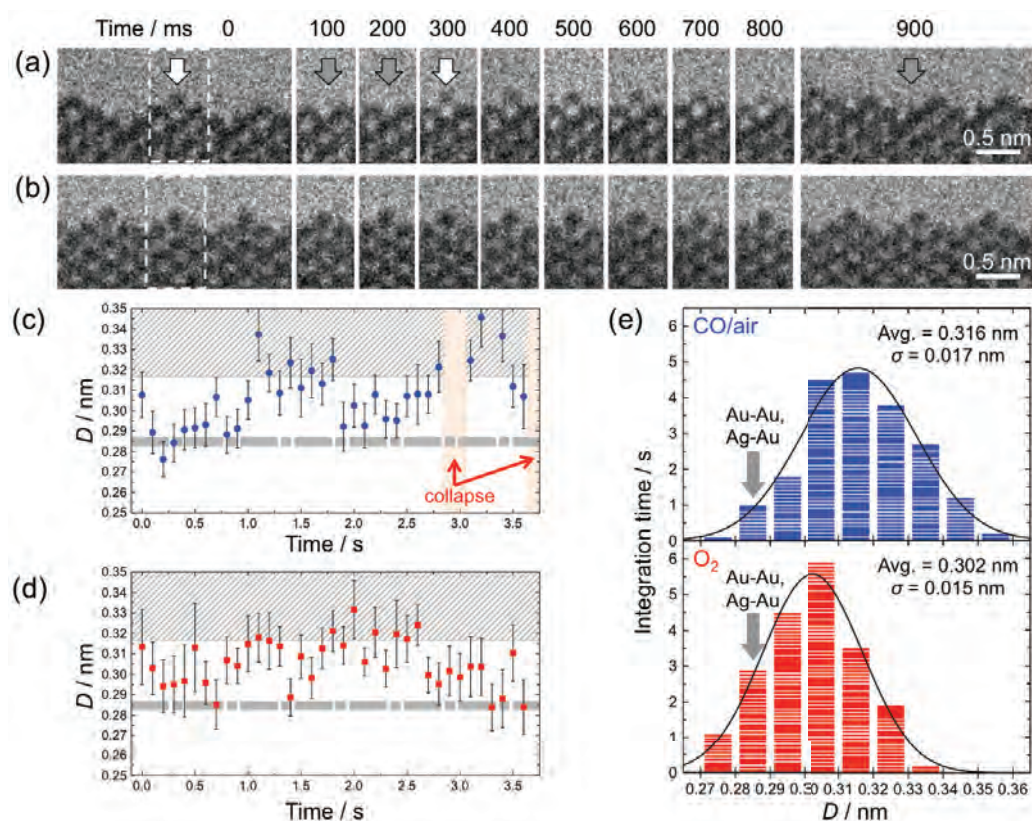 Time / ms 0 100 200 300 400 500 600 700 800 900
(a)
0.5 nm
(b)
0.5 nm
(c)
0.35
0.34
0.33
0.32
0.31
0.30
0.29
0.28
0.27
0.26
0.25
D / nm
collapse
0.0 0.5 1.0 1.5 2.0 2.5 3.0 3.5
Time / s
(d)
0.35
0.34
0.33
0.32
0.31
0.30
0.29
0.28
0.27
0.26
0.25
D / nm
0.0 0.5 1.0 1.5 2.0 2.5 3.0 3.5
Time / s
(e)
Integration time / s
6
5
4
3
2
1
0
CO/air
Avg. = 0.316 nm
σ = 0.017 nm
Au-Au,
Ag-Au
6
5
4
3
2
1
0
O2
Avg. = 0.302 nm
σ = 0.015 nm
Au-Au,
Ag-Au
0.27 0.28 0.29 0.30 0.31 0.32 0.33 0.34 0.35 0.36
D / nm